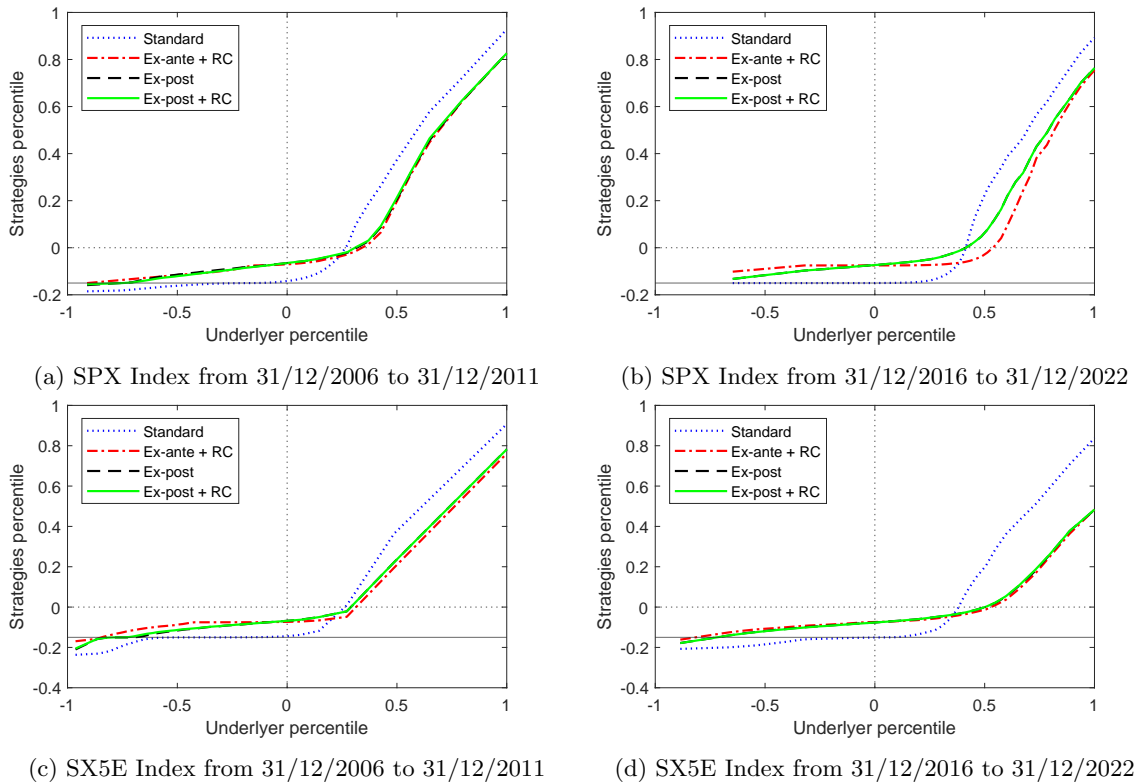 1
0.8
0.6
0.4
0.2
0
-0.2
Strategies percentile
Standard
Ex-ante + RC
Ex-post
Ex-post + RC
-1 -0.5 0 0.5 1
Underlyer percentile
(a) SPX Index from 31/12/2006 to 31/12/2011
1
0.8
0.6
0.4
0.2
0
-0.2
Strategies percentile
Standard
Ex-ante + RC
Ex-post
Ex-post + RC
-1 -0.5 0 0.5 1
Underlyer percentile
(b) SPX Index from 31/12/2016 to 31/12/2022
1
0.8
0.6
0.4
0.2
0
-0.2
-0.4
Strategies percentile
Standard
Ex-ante + RC
Ex-post
Ex-post + RC
-1 -0.5 0 0.5 1
Underlyer percentile
(c) SX5E Index from 31/12/2006 to 31/12/2011
1
0.8
0.6
0.4
0.2
0
-0.2
-0.4
Strategies percentile
Standard
Ex-ante + RC
Ex-post
Ex-post + RC
-1 -0.5 0 0.5 1
Underlyer percentile
(d) SX5E Index from 31/12/2016 to 31/12/2022